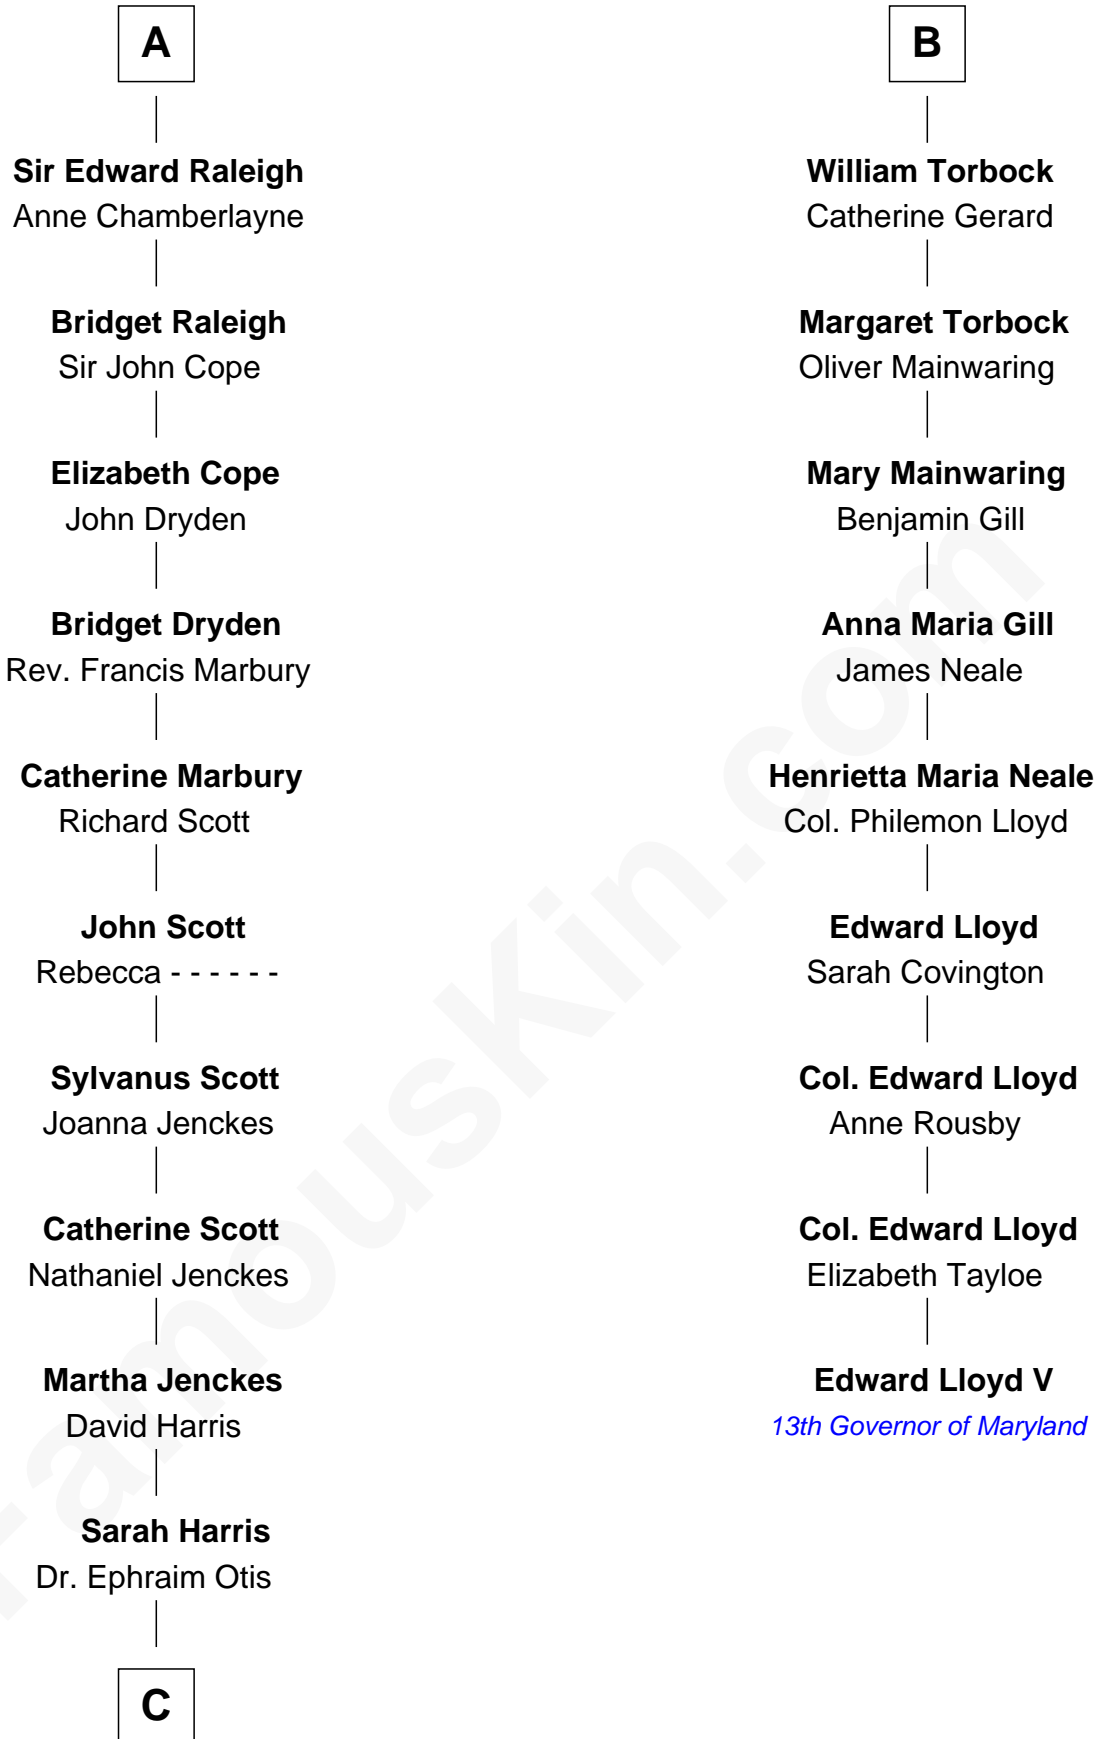 A
Sir Edward Raleigh
Anne Chamberlayne
Bridget Raleigh
Sir John Cope
Elizabeth Cope
John Dryden
Bridget Dryden
Rev. Francis Marbury
Catherine Marbury
Richard Scott
John Scott
Rebecca - - - - - -
Sylvanus Scott
Joanna Jenckes
Catherine Scott
Nathaniel Jenckes
Martha Jenckes
David Harris
Sarah Harris
Dr. Ephraim Otis
C
B
William Torbock
Catherine Gerard
Margaret Torbock
Oliver Mainwaring
Mary Mainwaring
Benjamin Gill
Anna Maria Gill
James Neale
Henrietta Maria Neale
Col. Philemon Lloyd
Edward Lloyd
Sarah Covington
Col. Edward Lloyd
Anne Rousby
Col. Edward Lloyd
Elizabeth Tayloe
Edward Lloyd V
13th Governor of Maryland
FamousKin.com